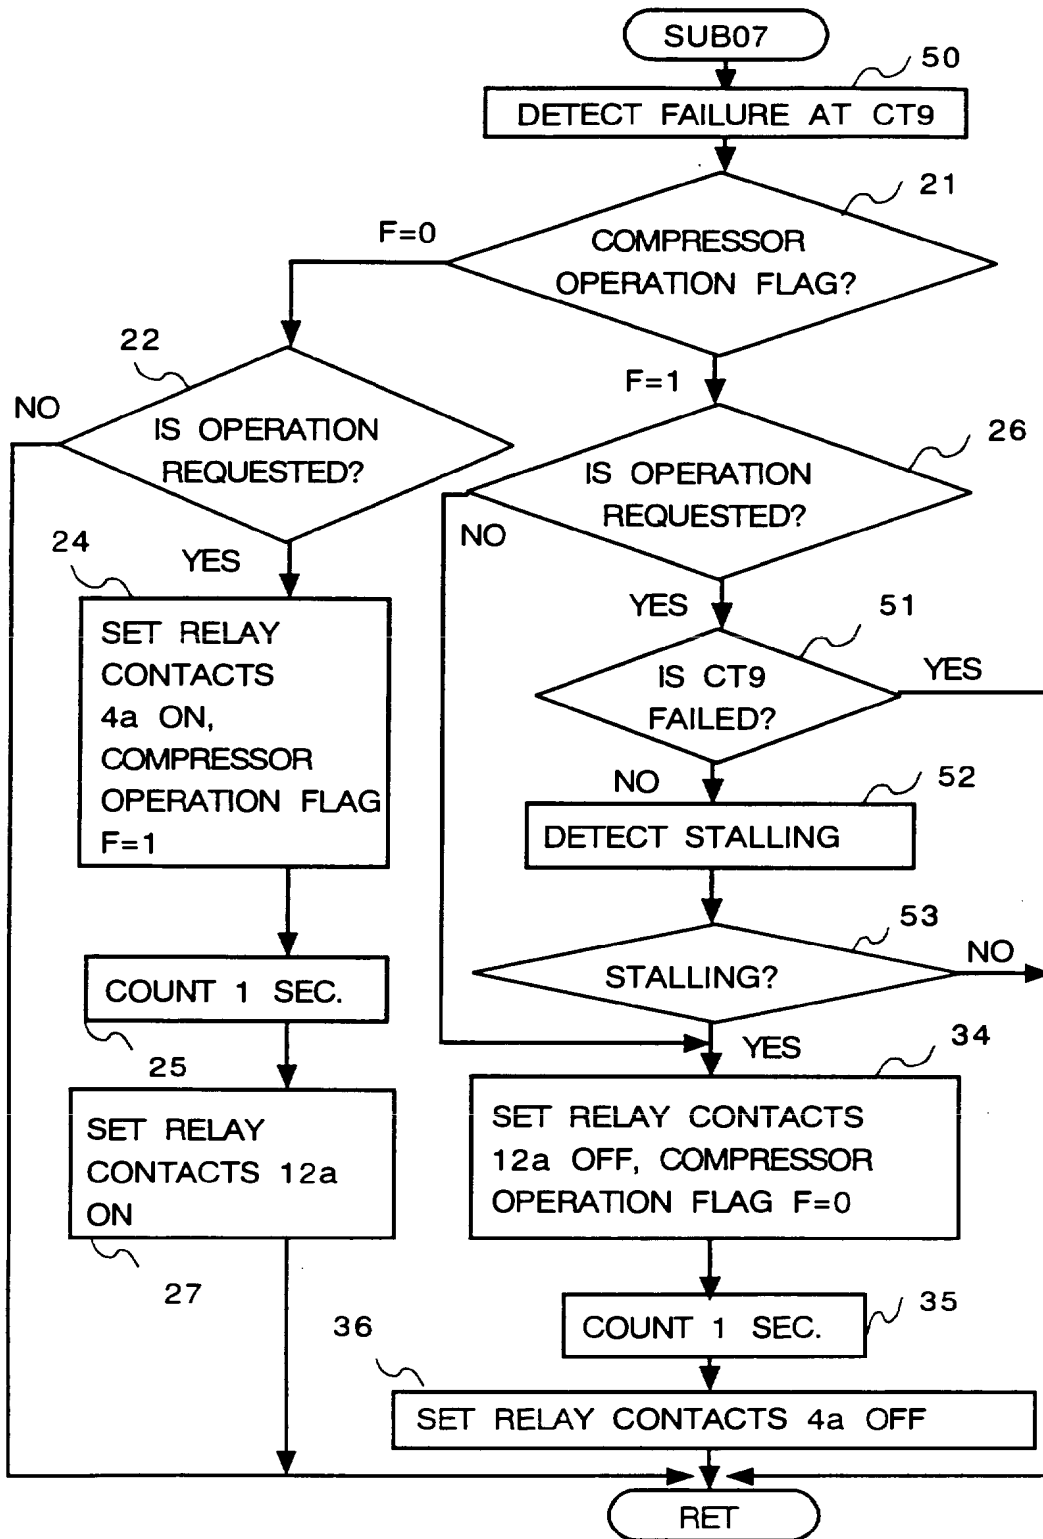 SUB07
50
DETECT FAILURE AT CT9
21
F=0
COMPRESSOR
OPERATION FLAG?
22
NO
IS OPERATION
REQUESTED?
F=1
26
IS OPERATION
REQUESTED?
NO
24
YES
SET RELAY
CONTACTS
4a ON,
COMPRESSOR
OPERATION FLAG
F=1
YES
51
IS CT9
FAILED?
YES
NO
52
DETECT STALLING
53
STALLING?
NO
COUNT 1 SEC.
25
YES
34
SET RELAY
CONTACTS 12a
ON
27
SET RELAY CONTACTS
12a OFF, COMPRESSOR
OPERATION FLAG F=0
35
COUNT 1 SEC.
36
SET RELAY CONTACTS 4a OFF
RET